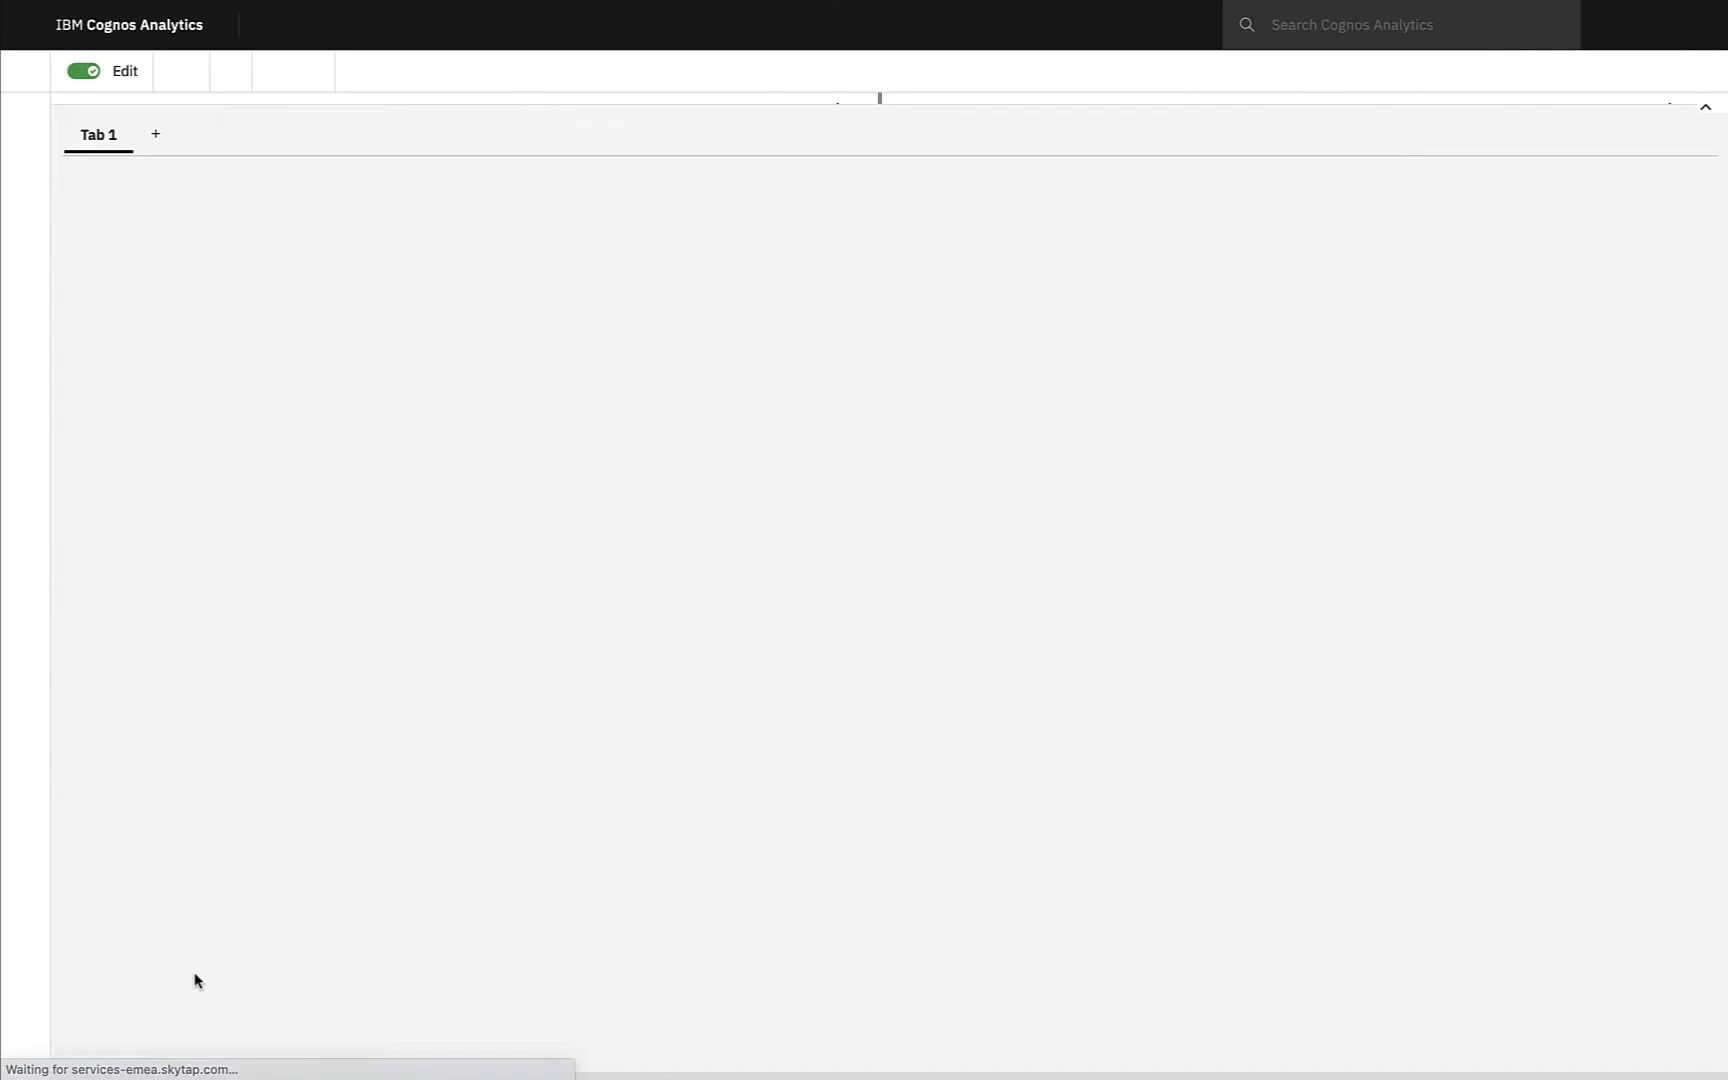 IBM Cognos Analytics
Search Cognos Analytics
Edit
Tab 1 +
Waiting for services-emea.skytap.com...